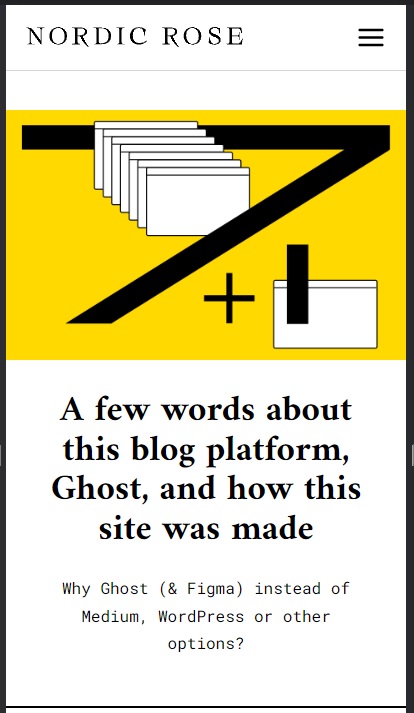 NORDIC ROSE
A few words about
this blog platform,
Ghost, and how this
site was made
Why Ghost (& Figma) instead of
Medium, WordPress or other
options?